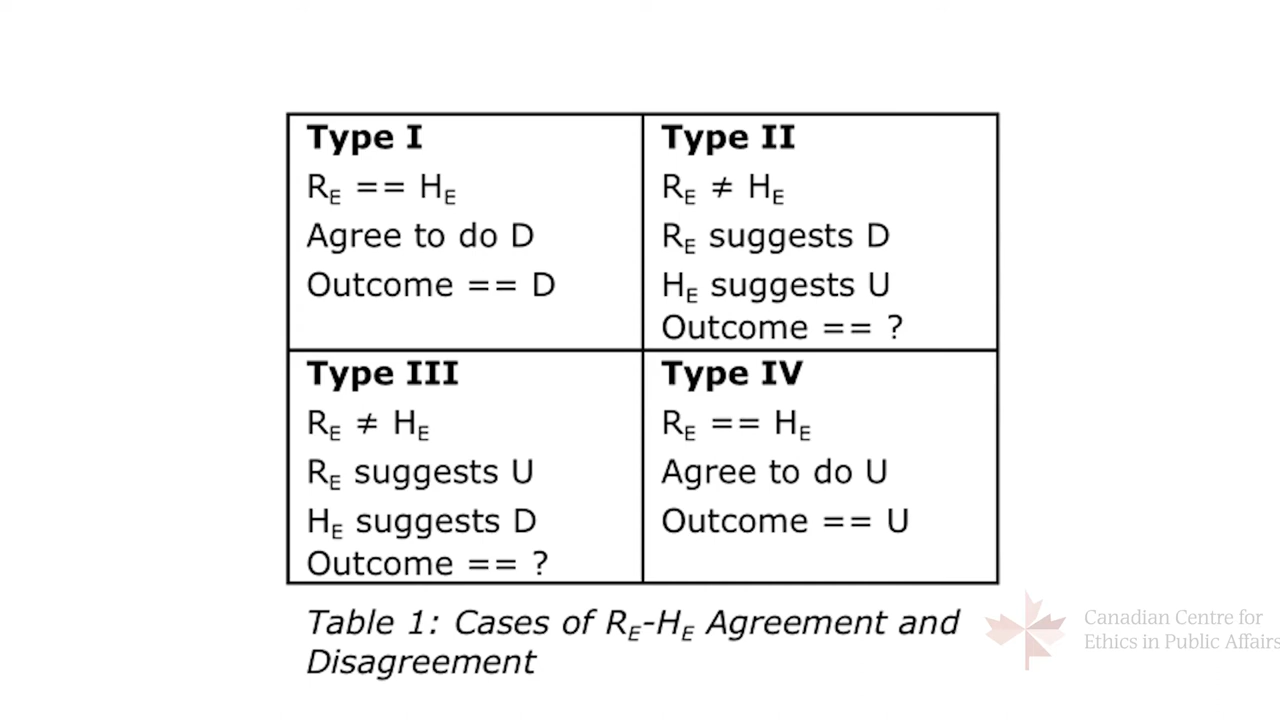 Type I
R_E == H_E
Agree to do D
Outcome == D
Type II
R_E ≠ H_E
R_E suggests D
H_E suggests U
Outcome == ?
Type III
R_E ≠ H_E
R_E suggests U
H_E suggests D
Outcome == ?
Type IV
R_E == H_E
Agree to do U
Outcome == U
Table 1: Cases of R_E-H_E Agreement and
Disagreement
Canadian Centre for
Ethics in Public Affairs